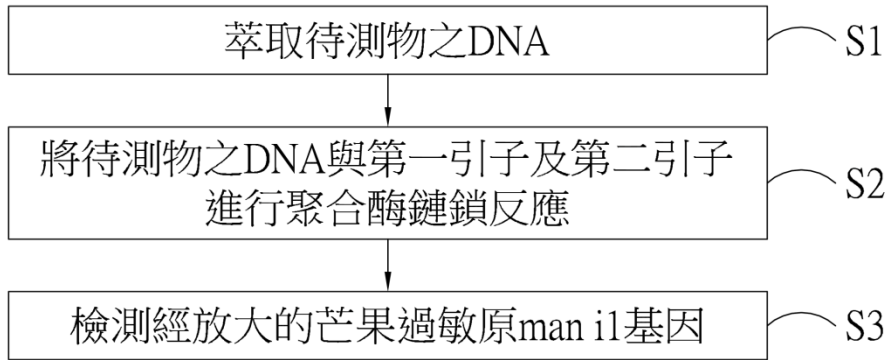 萃取待測物之DNA
S1
將待測物之DNA與第一引子及第二引子
進行聚合酶鏈鎖反應
S2
檢測經放大的芒果過敏原man i1基因
S3